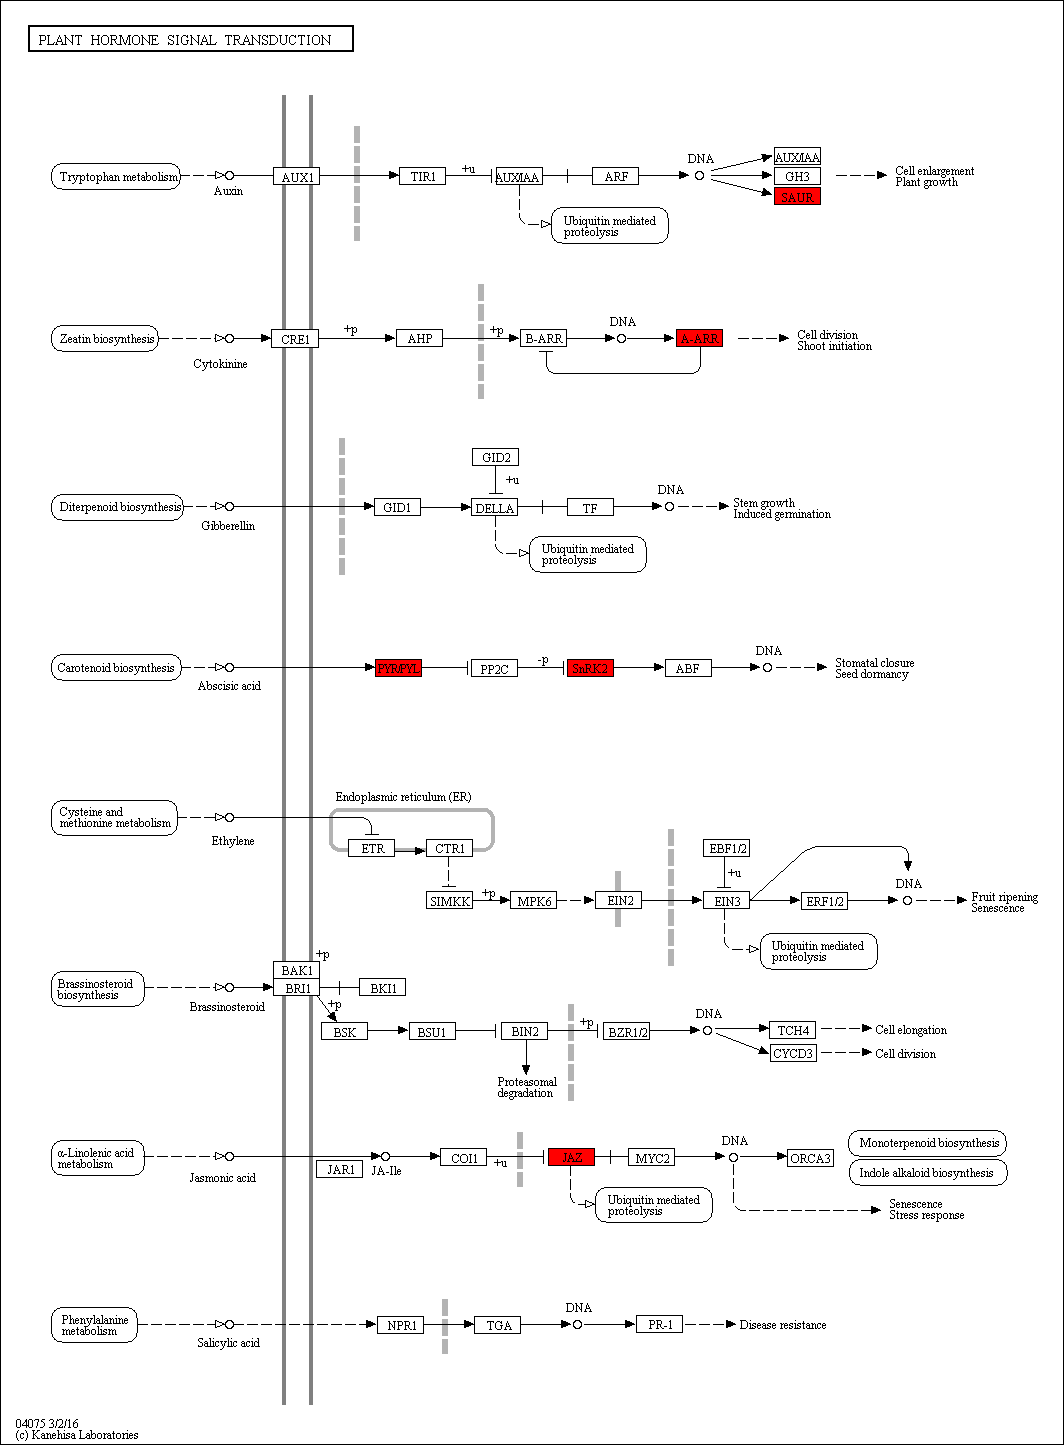 PLANT HORMONE SIGNAL TRANSDUCTION
Tryptophan metabolism
Auxin
AUX1
TIR1
+u
AUX/IAA
ARF
DNA
AUX/IAA
GH3
SAUR
Cell enlargement
Plant growth
Ubiquitin mediated
proteolysis
Zeatin biosynthesis
Cytokinine
CRE1
+p
AHP
+p
B-ARR
DNA
A-ARR
Cell division
Shoot initiation
GID2
+u
Diterpenoid biosynthesis
Gibberellin
GID1
DELLA
TF
DNA
Stem growth
Induced germination
Ubiquitin mediated
proteolysis
Carotenoid biosynthesis
Abscisic acid
PYR/PYL
PP2C
-p
SnRK2
ABF
DNA
Stomatal closure
Seed dormancy
Endoplasmic reticulum (ER)
Cysteine and
methionine metabolism
Ethylene
ETR
CTR1
SIMKK
+p
MPK6
EIN2
EBF1/2
+u
EIN3
ERF1/2
DNA
Fruit ripening
Senescence
Ubiquitin mediated
proteolysis
Brassinosteroid
biosynthesis
Brassinosteroid
BAK1
+p
BRI1
BKI1
+p
BSK
BSU1
BIN2
+p
BZR1/2
DNA
TCH4
Cell elongation
CYCD3
Cell division
Proteasomal
degradation
α-Linolenic acid
metabolism
Jasmonic acid
JAR1
JA-Ile
COI1
+u
JAZ
MYC2
DNA
ORCA3
Monoterpenoid biosynthesis
Indole alkaloid biosynthesis
Ubiquitin mediated
proteolysis
Senescence
Stress response
Phenylalanine
metabolism
Salicylic acid
NPR1
TGA
DNA
PR-1
Disease resistance
04075 3/2/16
(c) Kanehisa Laboratories